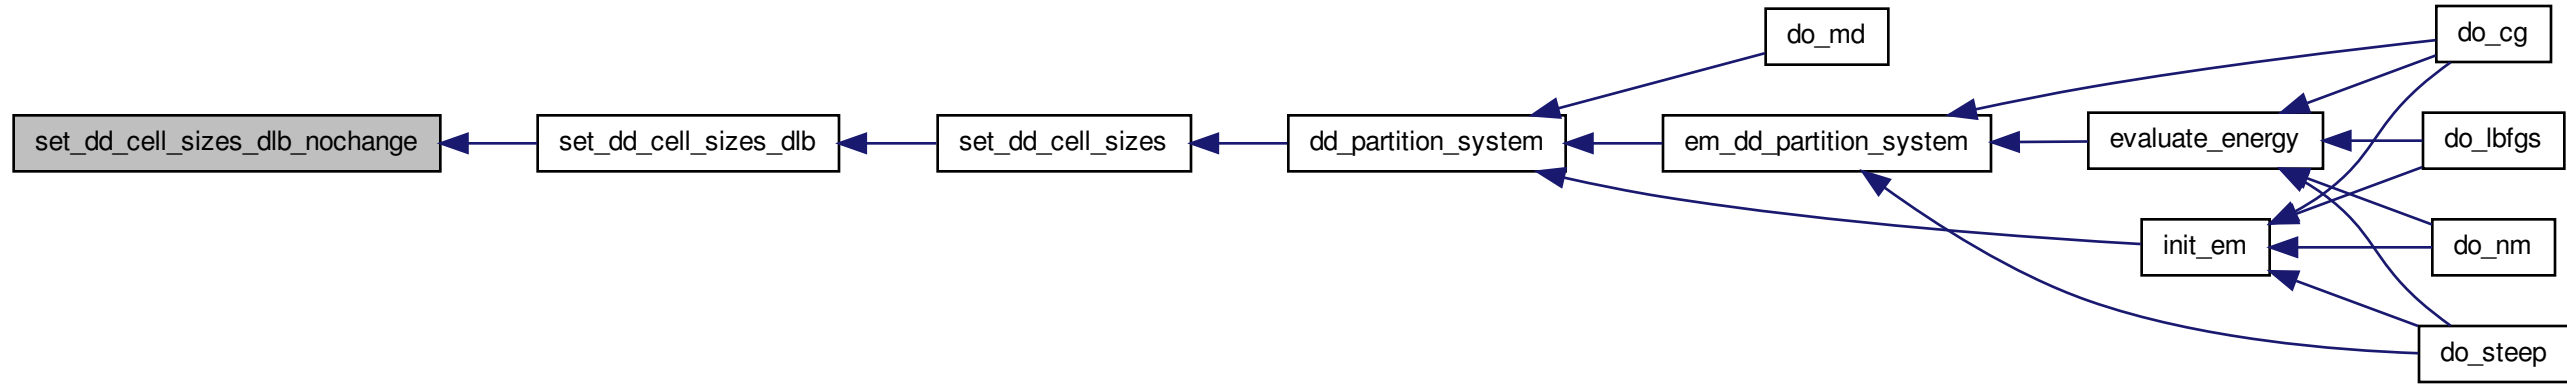 set_dd_cell_sizes_dlb_nochange
set_dd_cell_sizes_dlb
set_dd_cell_sizes
dd_partition_system
do_md
em_dd_partition_system
evaluate_energy
init_em
do_cg
do_lbfgs
do_nm
do_steep